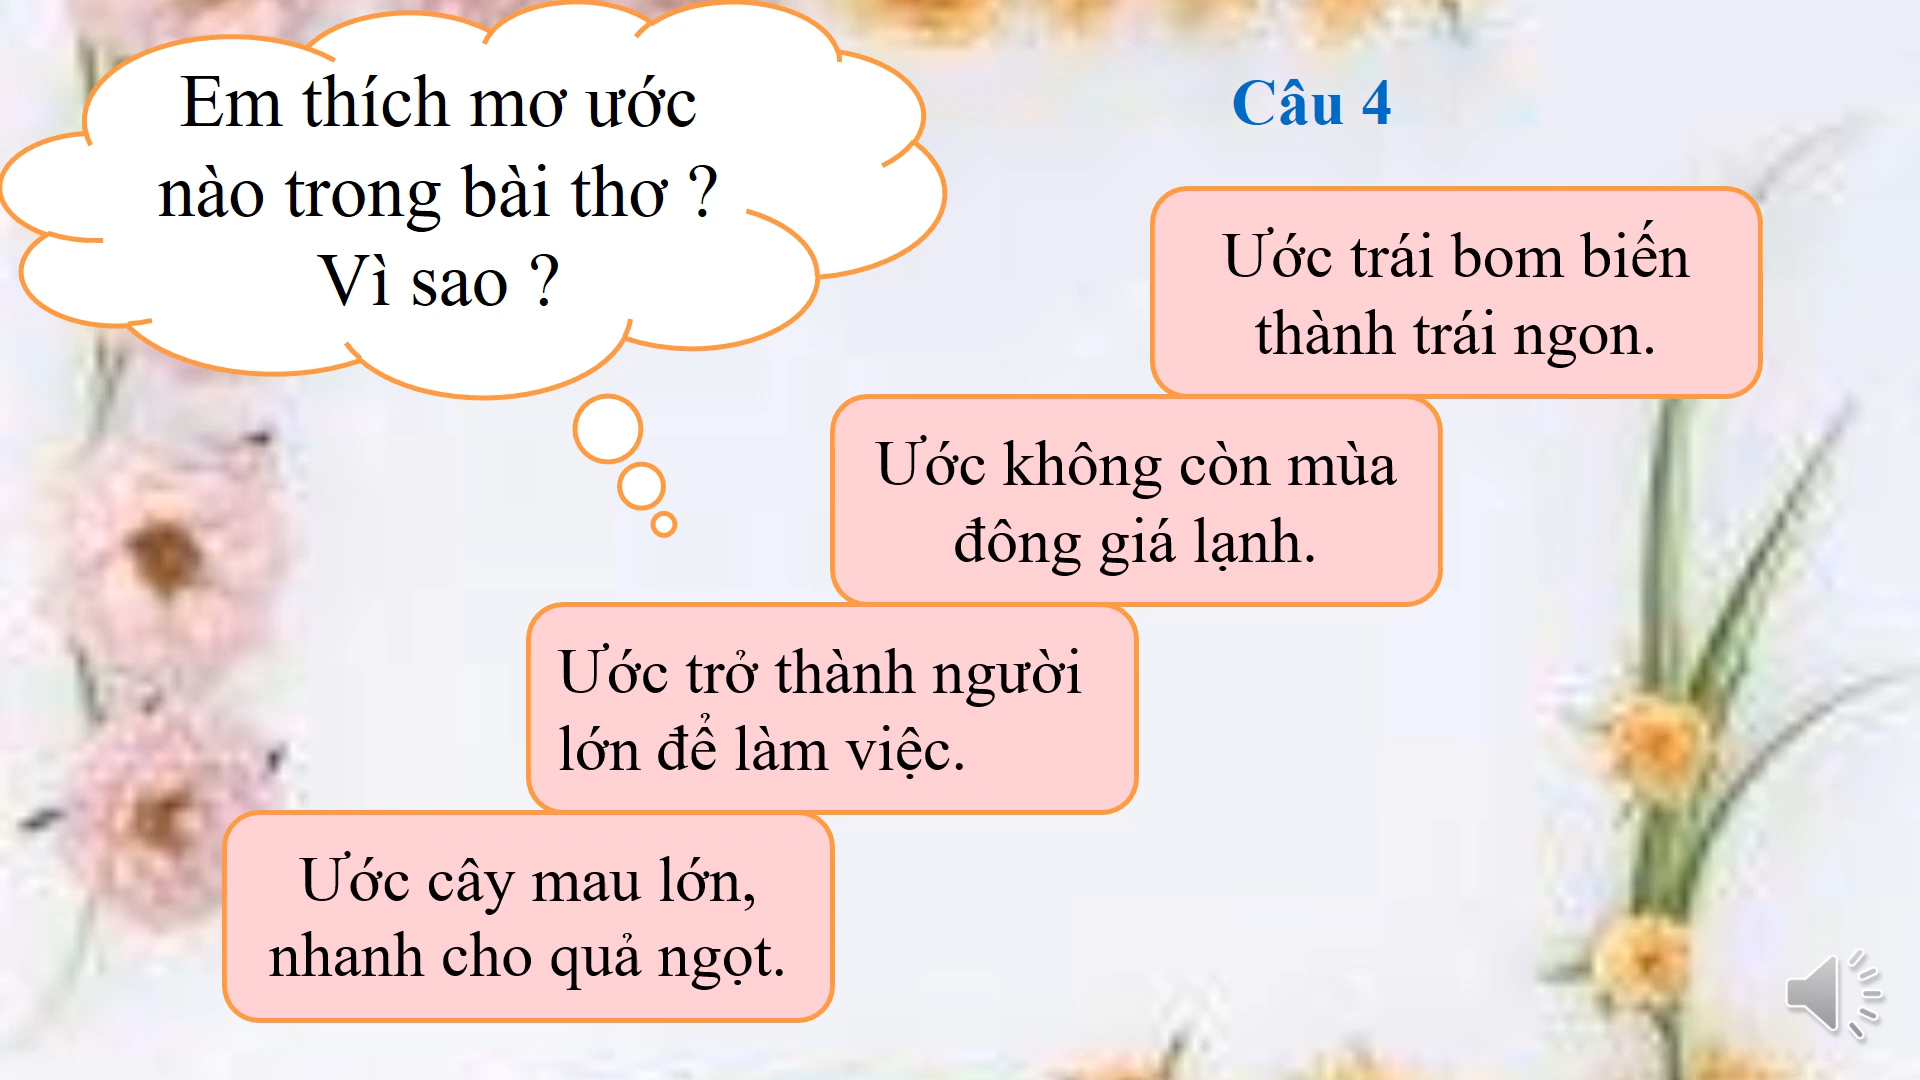 Em thích mơ ước
nào trong bài thơ ?
Vì sao ?
Câu 4
Ước trái bom biến
thành trái ngon.
Ước không còn mùa
đông giá lạnh.
Ước trở thành người
lớn để làm việc.
Ước cây mau lớn,
nhanh cho quả ngọt.